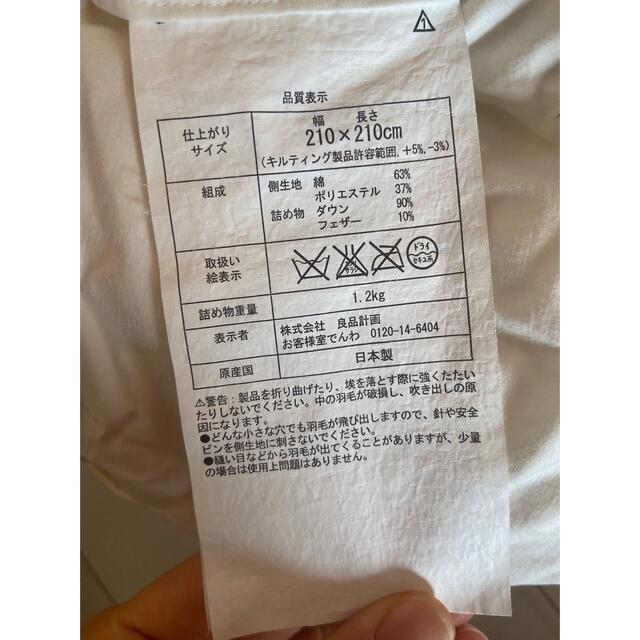 1
品質表示
仕上がり
サイズ
幅 長さ
210×210cm
(キルティング製品許容範囲,+5%,-3%)
組成
側生地 綿 63%
ポリエステル 37%
詰め物 ダウン 90%
フェザー 10%
取扱い
絵表示
エンソ
サラシ
ドライ
セキユ系
詰め物重量
1.2kg
表示者
株式会社 良品計画
お客様室でんわ 0120-14-6404
原産国
日本製
⚠警告:製品を折り曲げたり、埃を落とす際に強くたたい
たりしないでください。中の羽毛が破損し、吹き出しの原
因になります。
●どんな小さな穴でも羽毛が飛び出しますので、針や安全
ピンを側生地に刺さないでください。
●縫い目などから羽毛が出てくることがありますが、少量
の場合は使用上問題はありません。